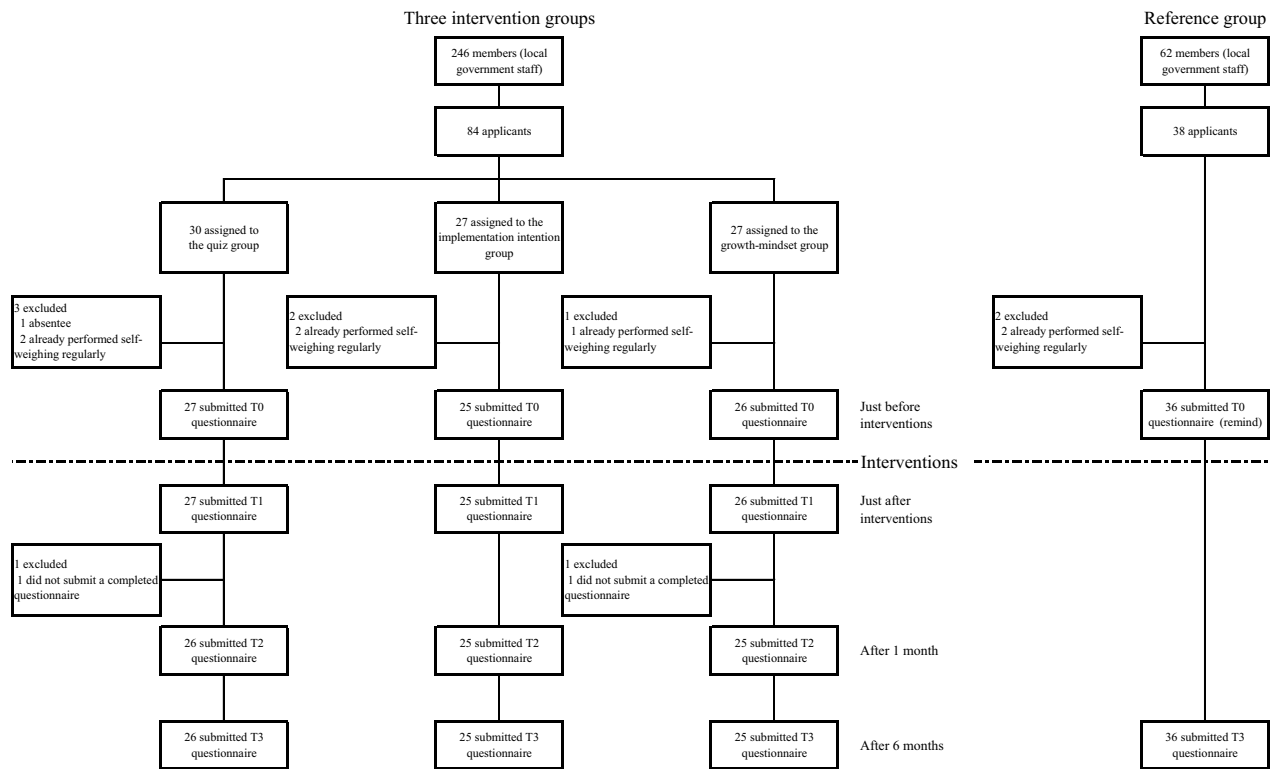 Three intervention groups
Reference group
246 members (local
government staff)
62 members (local
government staff)
84 applicants
38 applicants
30 assigned to
the quiz group
27 assigned to the
implementation intention
group
27 assigned to the
growth-mindset group
3 excluded
1 absentee
2 already performed self-
weighing regularly
2 excluded
2 already performed self-
weighing regularly
1 excluded
1 already performed self-
weighing regularly
2 excluded
2 already performed self-
weighing regularly
27 submitted T0
questionnaire
25 submitted T0
questionnaire
26 submitted T0
questionnaire
Just before
interventions
36 submitted T0
questionnaire (remind)
Interventions
27 submitted T1
questionnaire
25 submitted T1
questionnaire
26 submitted T1
questionnaire
Just after
interventions
1 excluded
1 did not submit a completed
questionnaire
1 excluded
1 did not submit a completed
questionnaire
26 submitted T2
questionnaire
25 submitted T2
questionnaire
25 submitted T2
questionnaire
After 1 month
26 submitted T3
questionnaire
25 submitted T3
questionnaire
25 submitted T3
questionnaire
After 6 months
36 submitted T3
questionnaire